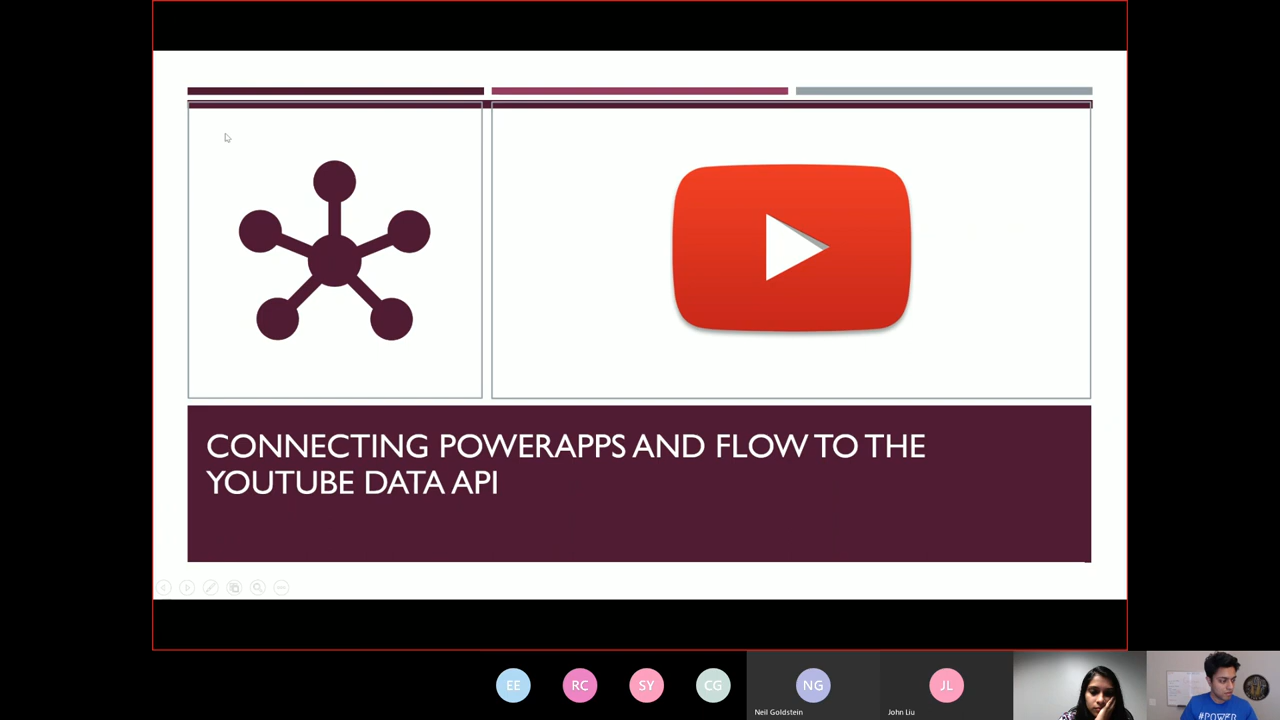 CONNECTING POWERAPPS AND FLOW TO THE
YOUTUBE DATA API
EE
RC
SY
CG
NG
JL
Neil Goldstein
John Liu
#POWER